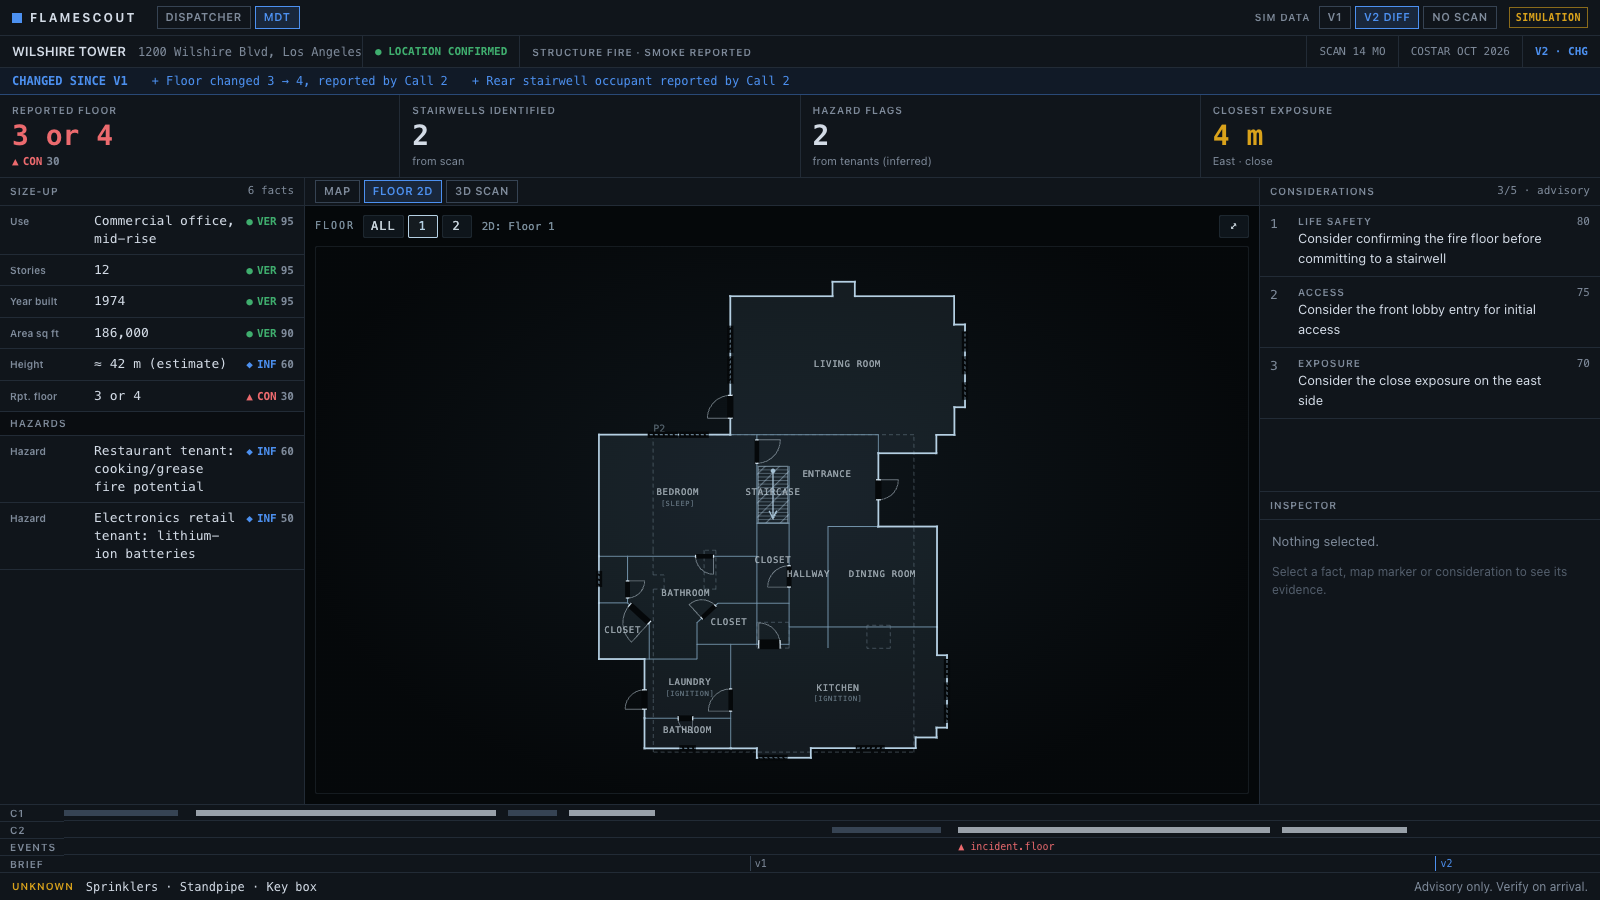 FLAMESCOUT
DISPATCHER
MDT
SIM DATA
V1
V2 DIFF
NO SCAN
SIMULATION
WILSHIRE TOWER
1200 Wilshire Blvd, Los Angeles
● LOCATION CONFIRMED
STRUCTURE FIRE · SMOKE REPORTED
SCAN 14 MO
COSTAR OCT 2026
V2 · CHG
CHANGED SINCE V1
+ Floor changed 3 → 4, reported by Call 2
+ Rear stairwell occupant reported by Call 2
REPORTED FLOOR
3 or 4
▲ CON 30
STAIRWELLS IDENTIFIED
2
from scan
HAZARD FLAGS
2
from tenants (inferred)
CLOSEST EXPOSURE
4 m
East · close
SIZE-UP
6 facts
Use
Commercial office,
mid-rise
● VER 95
Stories
12
● VER 95
Year built
1974
● VER 95
Area sq ft
186,000
● VER 90
Height
≈ 42 m (estimate)
◆ INF 60
Rpt. floor
3 or 4
▲ CON 30
HAZARDS
Hazard
Restaurant tenant:
cooking/grease
fire potential
◆ INF 60
Hazard
Electronics retail
tenant: lithium-
ion batteries
◆ INF 50
MAP
FLOOR 2D
3D SCAN
FLOOR
ALL
1
2
2D: Floor 1
⤢
LIVING ROOM
P2
ENTRANCE
BEDROOM
[SLEEP]
STAIRCASE
CLOSET
HALLWAY
DINING ROOM
BATHROOM
CLOSET
CLOSET
LAUNDRY
[IGNITION]
KITCHEN
[IGNITION]
BATHROOM
CONSIDERATIONS
3/5 · advisory
1
LIFE SAFETY
80
Consider confirming the fire floor before
committing to a stairwell
2
ACCESS
75
Consider the front lobby entry for initial
access
3
EXPOSURE
70
Consider the close exposure on the east
side
INSPECTOR
Nothing selected.
Select a fact, map marker or consideration to see its
evidence.
C1
C2
EVENTS
▲ incident.floor
BRIEF
v1
v2
UNKNOWN
Sprinklers · Standpipe · Key box
Advisory only. Verify on arrival.